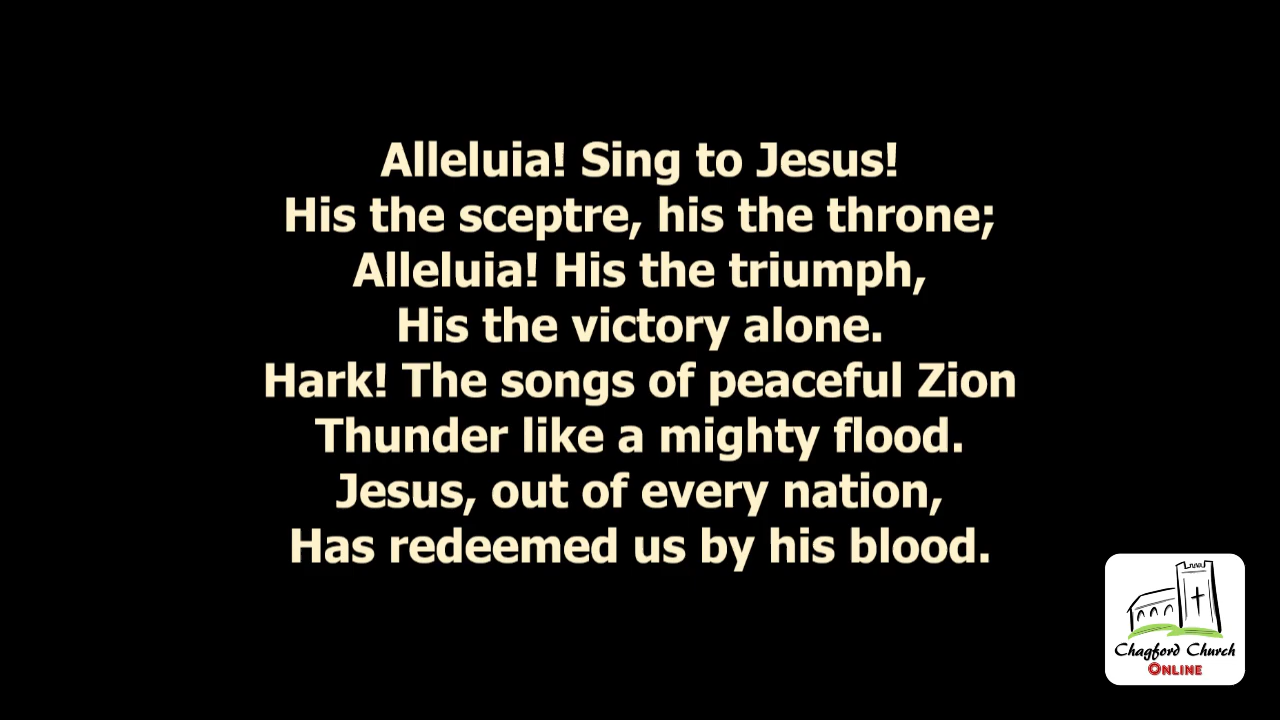 Alleluia! Sing to Jesus!
His the sceptre, his the throne;
Alleluia! His the triumph,
His the victory alone.
Hark! The songs of peaceful Zion
Thunder like a mighty flood.
Jesus, out of every nation,
Has redeemed us by his blood.
Chagford Church
ONLINE